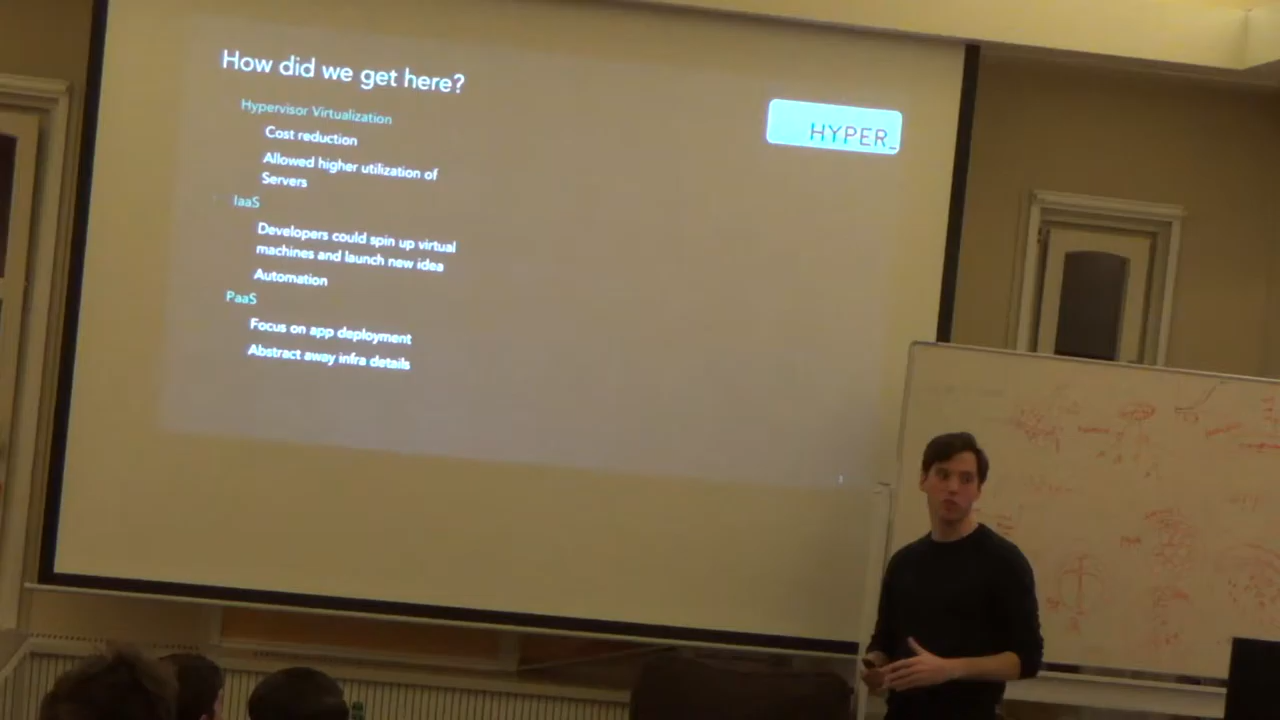 How did we get here?
HYPER_
Hypervisor Virtualization
Cost reduction
Allowed higher utilization of
Servers
IaaS
Developers could spin up virtual
machines and launch new idea
Automation
PaaS
Focus on app deployment
Abstract away infra details